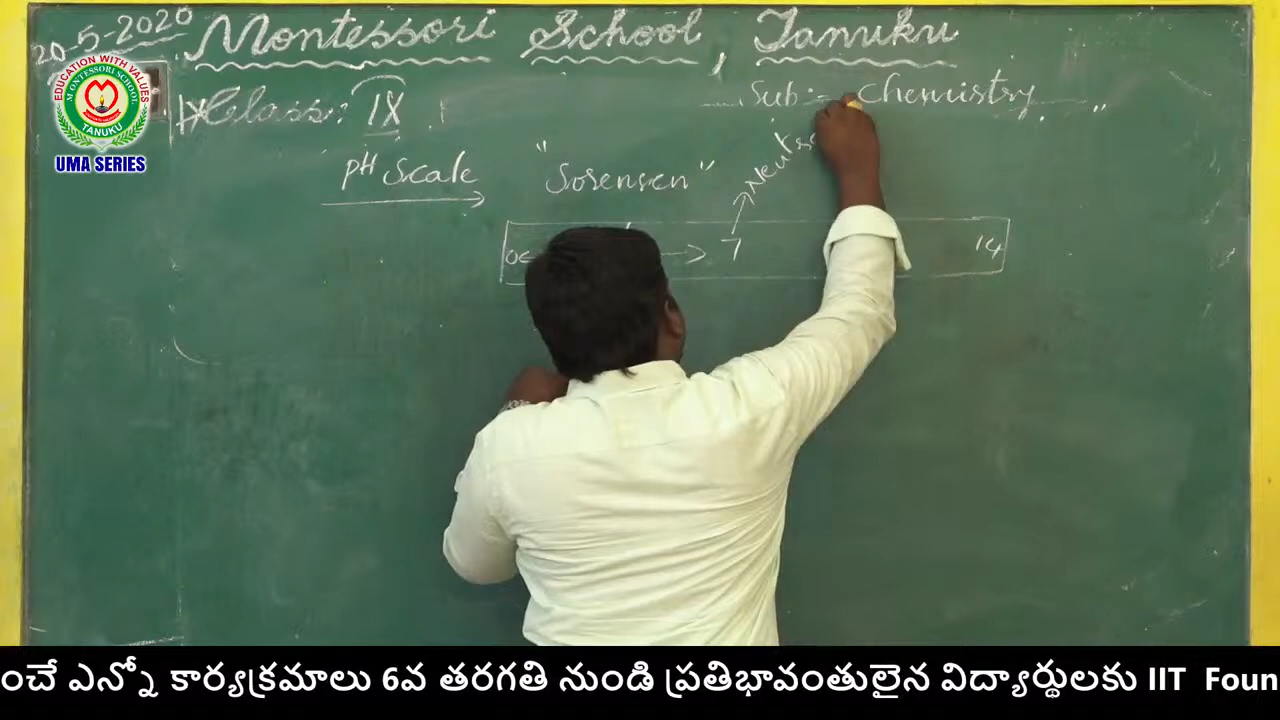 20-5-2020
Montessori School, Tanuku
EDUCATION WITH VALUES
MONTESSORI SCHOOL
TANUKU
UMA SERIES
Class: IX
Sub:- Chemistry
pH Scale
"Sorensen"
7
14
ంచే ఎన్నో కార్యక్రమాలు 6వ తరగతి నుండి ప్రతిభావంతులైన విద్యార్థులకు IIT Foun